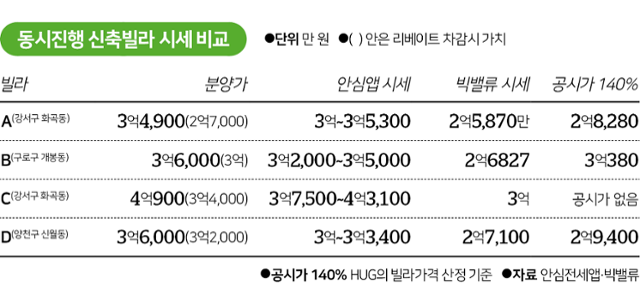 동시진행 신축빌라 시세 비교 ●단위 만 원 ●( ) 안은 리베이트 차감시 가치
빌라 분양가 안심앱 시세 빅밸류 시세 공시가 140%
A(강서구 화곡동) 3억4,900(2억7,000) 3억~3억5,300 2억5,870만 2억8,280
B(구로구 개봉동) 3억6,000(3억) 3억2,000~3억5,000 2억6827 3억380
C(강서구 화곡동) 4억900(3억4,000) 3억7,500~4억3,100 3억 공시가 없음
D(양천구 신월동) 3억6,000(3억2,000) 3억~3억3,400 2억7,100 2억9,400
●공시가 140% HUG의 빌라가격 산정 기준 ●자료 안심전세앱·빅밸류